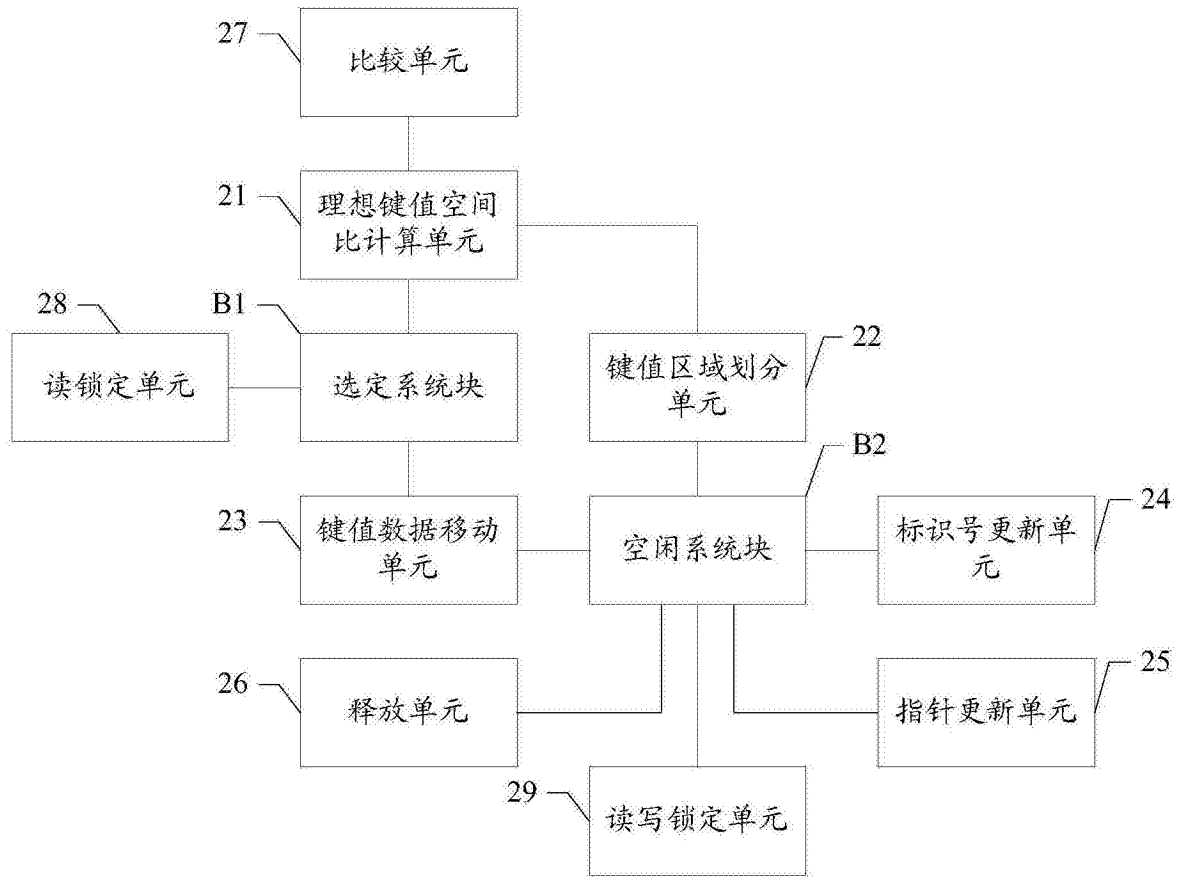 27
比较单元
21
理想键值空间
比计算单元
28
B1
22
读锁定单元
选定系统块
键值区域划分
单元
B2
23
键值数据移动
单元
空闲系统块
24
标识号更新单
元
26
释放单元
25
指针更新单元
29
读写锁定单元